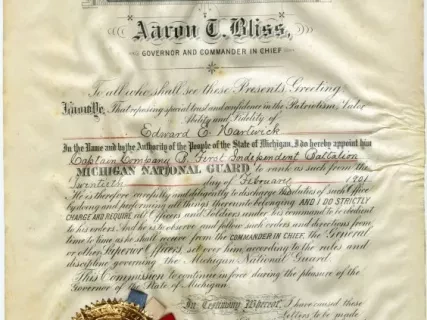 Aaron T. Bliss,
GOVERNOR AND COMMANDER IN CHIEF
To all who shall see these Presents Greeting
Know Ye, That reposing special trust and confidence in the Patriotism, Valor
Ability and Fidelity of
Edward E Hartwick
In the Name and by the Authority of the People of the State of Michigan, I do hereby appoint him
Captain Company B, First Independent Battalion
MICHIGAN NATIONAL GUARD to rank as such from the
Twentieth day of February 1901
He is therefore carefully and diligently to discharge the duties of such Office
by doing and performing all things thereunto belonging AND I DO STRICTLY
CHARGE AND REQUIRE all Officers and Soldiers under his command to be obedient
to his orders. And he is to observe and follow such orders and directions from
time to time as he shall receive from the COMMANDER IN CHIEF, the General
or other Superior Officers, set over him, according to the rules and
discipline governing the Michigan National Guard.
This Commission to continue in force during the pleasure of the
Governor of the State of Michigan.
In Testimony Whereof, I have caused these
Letters to be made